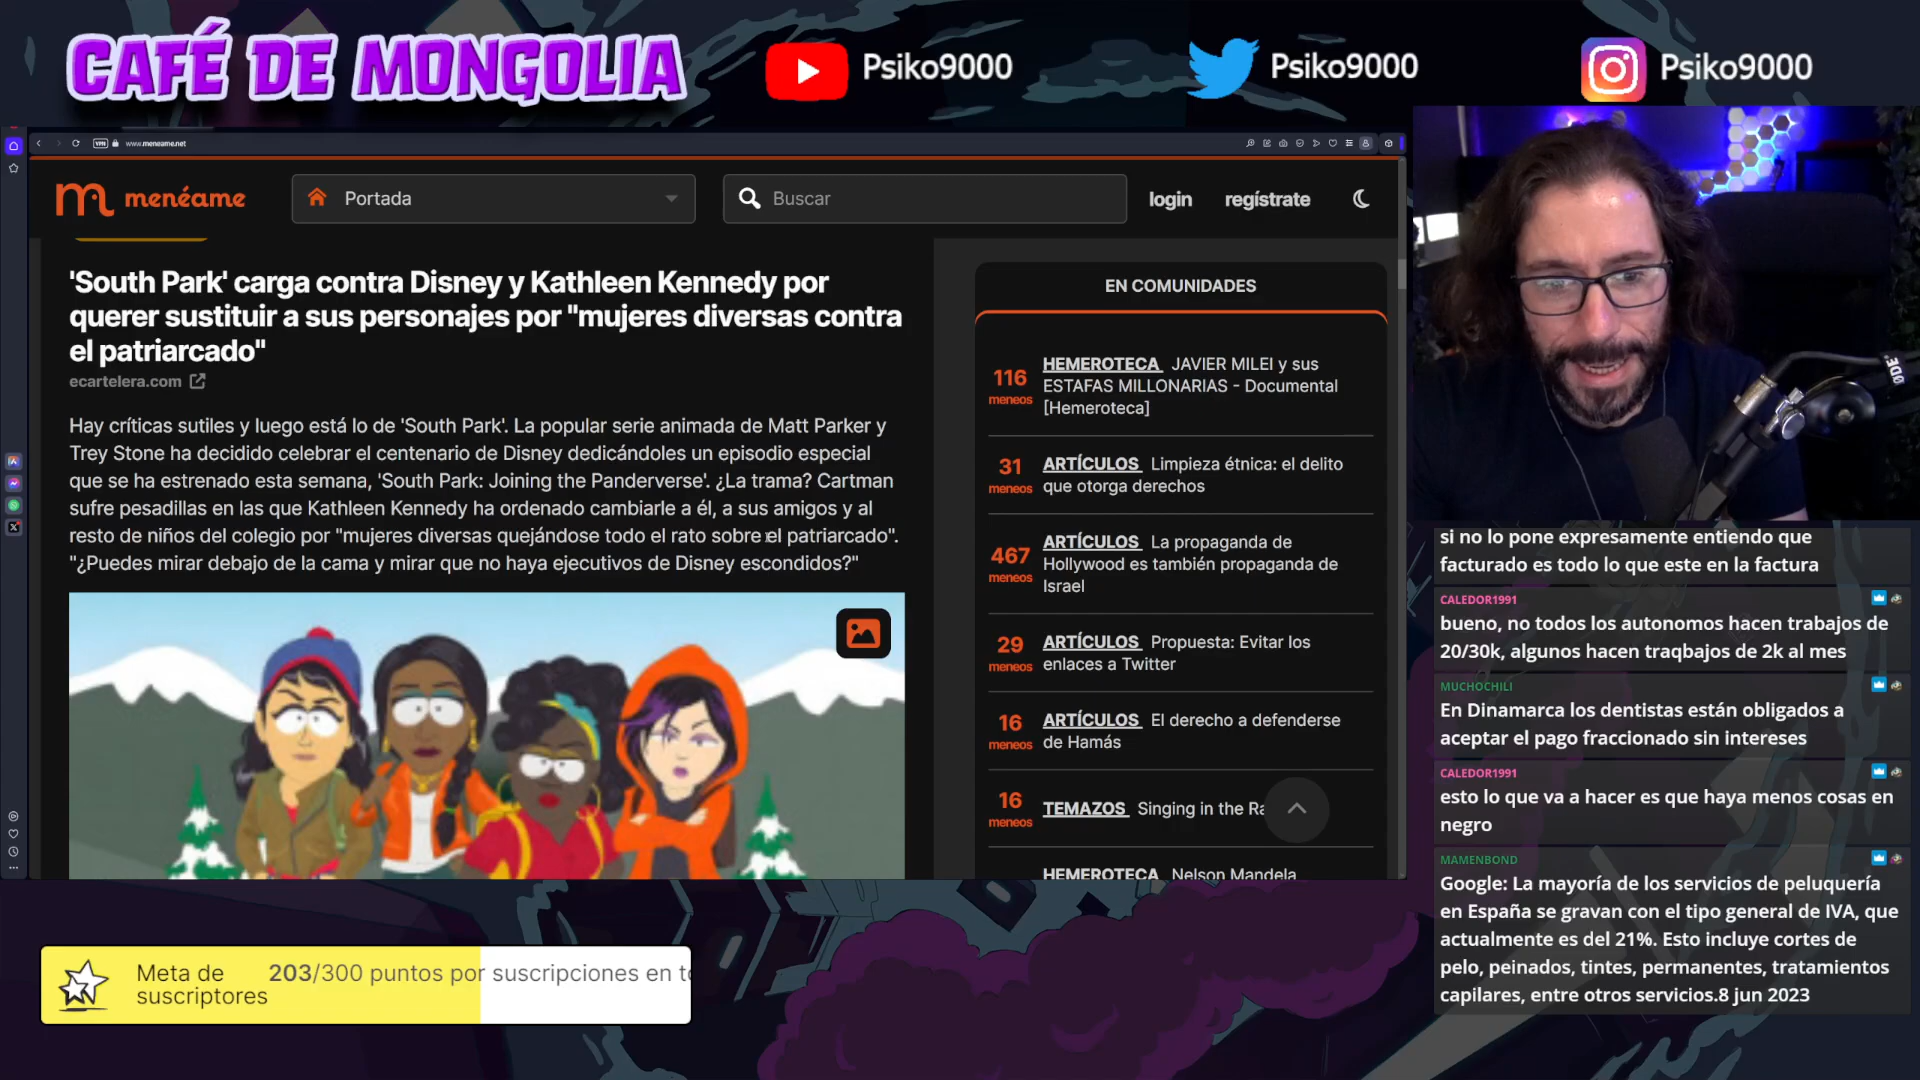 CAFÉ DE MONGOLIA
Psiko9000
Psiko9000
Psiko9000
VPN
www.meneame.net
menéame
Portada
Buscar
login
regístrate
'South Park' carga contra Disney y Kathleen Kennedy por
querer sustituir a sus personajes por "mujeres diversas contra
el patriarcado"
ecartelera.com
Hay críticas sutiles y luego está lo de 'South Park'. La popular serie animada de Matt Parker y
Trey Stone ha decidido celebrar el centenario de Disney dedicándoles un episodio especial
que se ha estrenado esta semana, 'South Park: Joining the Panderverse'. ¿La trama? Cartman
sufre pesadillas en las que Kathleen Kennedy ha ordenado cambiarle a él, a sus amigos y al
resto de niños del colegio por "mujeres diversas quejándose todo el rato sobre el patriarcado".
"¿Puedes mirar debajo de la cama y mirar que no haya ejecutivos de Disney escondidos?"
EN COMUNIDADES
116
meneos
HEMEROTECA JAVIER MILEI y sus
ESTAFAS MILLONARIAS - Documental
[Hemeroteca]
31
meneos
ARTÍCULOS Limpieza étnica: el delito
que otorga derechos
467
meneos
ARTÍCULOS La propaganda de
Hollywood es también propaganda de
Israel
29
meneos
ARTÍCULOS Propuesta: Evitar los
enlaces a Twitter
16
meneos
ARTÍCULOS El derecho a defenderse
de Hamás
16
meneos
TEMAZOS Singing in the Ra
HEMEROTECA Nelson Mandela
si no lo pone expresamente entiendo que
facturado es todo lo que este en la factura
CALEDOR1991
bueno, no todos los autonomos hacen trabajos de
20/30k, algunos hacen traqbajos de 2k al mes
MUCHOCHILI
En Dinamarca los dentistas están obligados a
aceptar el pago fraccionado sin intereses
CALEDOR1991
esto lo que va a hacer es que haya menos cosas en
negro
MAMENBOND
Google: La mayoría de los servicios de peluquería
en España se gravan con el tipo general de IVA, que
actualmente es del 21%. Esto incluye cortes de
pelo, peinados, tintes, permanentes, tratamientos
capilares, entre otros servicios.8 jun 2023
Meta de
suscriptores
203/300 puntos por suscripciones en to